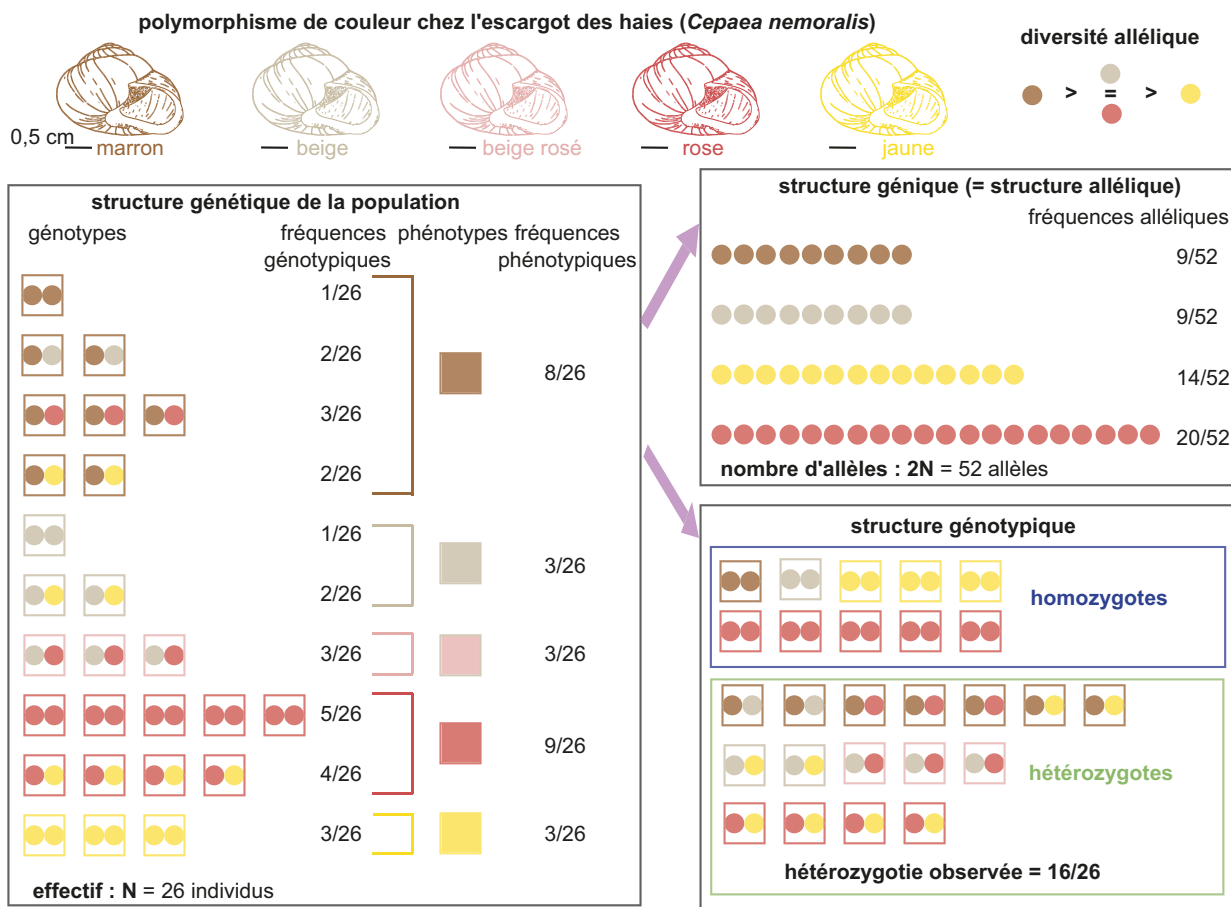 polymorphisme de couleur chez l'escargot des haies (Cepaea nemoralis)
0,5 cm
marron
beige
beige rosé
rose
jaune
diversité allélique
> = >
structure génétique de la population
génotypes
fréquences génotypiques
phénotypes
fréquences phénotypiques
1/26
2/26
3/26
2/26
8/26
1/26
2/26
3/26
3/26
3/26
5/26
4/26
9/26
3/26
3/26
effectif : N = 26 individus
structure génique (= structure allélique)
fréquences alléliques
9/52
9/52
14/52
20/52
nombre d'allèles : 2N = 52 allèles
structure génotypique
homozygotes
hétérozygotes
hétérozygotie observée = 16/26